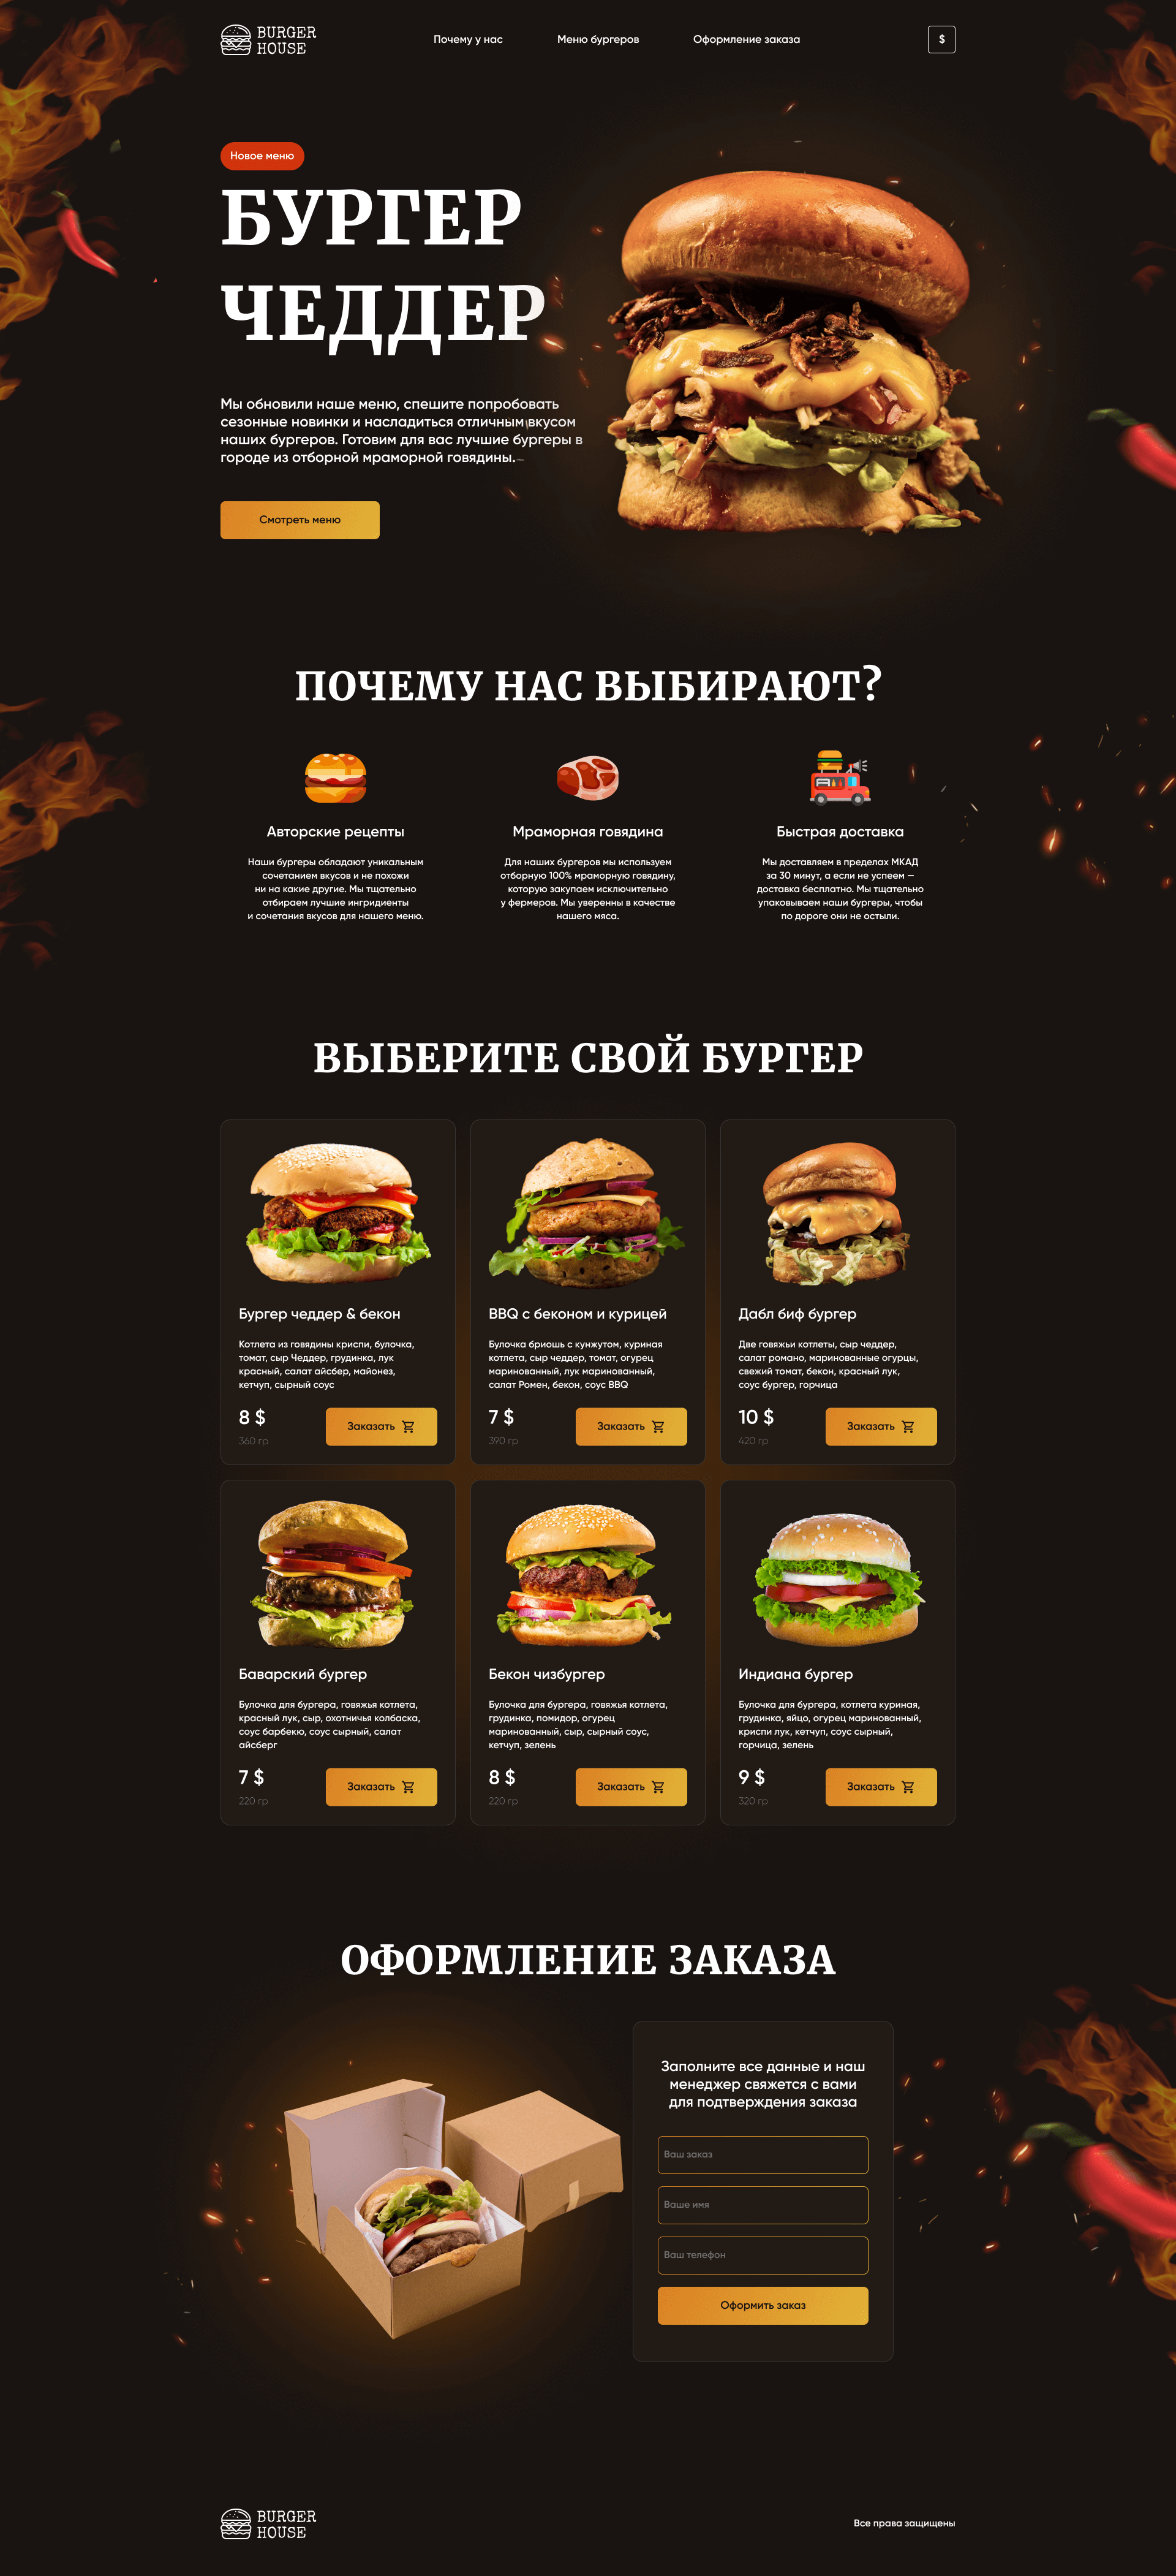 BURGER
HOUSE
Почему у нас
Меню бургеров
Оформление заказа
$
Новое меню
БУРГЕР
ЧЕДДЕР
Мы обновили наше меню, спешите попробовать
сезонные новинки и насладиться отличным вкусом
наших бургеров. Готовим для вас лучшие бургеры в
городе из отборной мраморной говядины.
Смотреть меню
ПОЧЕМУ НАС ВЫБИРАЮТ?
Авторские рецепты
Наши бургеры обладают уникальным
сочетанием вкусов и не похожи
ни на какие другие. Мы тщательно
отбираем лучшие ингридиенты
и сочетания вкусов для нашего меню.
Мраморная говядина
Для наших бургеров мы используем
отборную 100% мраморную говядину,
которую закупаем исключительно
у фермеров. Мы уверенны в качестве
нашего мяса.
Быстрая доставка
Мы доставляем в пределах МКАД
за 30 минут, а если не успеем —
доставка бесплатно. Мы тщательно
упаковываем наши бургеры, чтобы
по дороге они не остыли.
ВЫБЕРИТЕ СВОЙ БУРГЕР
Бургер чеддер & бекон
Котлета из говядины криспи, булочка,
томат, сыр Чеддер, грудинка, лук
красный, салат айсбер, майонез,
кетчуп, сырный соус
8 $
360 гр
Заказать
BBQ с беконом и курицей
Булочка бриошь с кунжутом, куриная
котлета, сыр чеддер, томат, огурец
маринованный, лук маринованный,
салат Ромен, бекон, соус BBQ
7 $
390 гр
Заказать
Дабл биф бургер
Две говяжьи котлеты, сыр чеддер,
салат романо, маринованные огурцы,
свежий томат, бекон, красный лук,
соус бургер, горчица
10 $
420 гр
Заказать
Баварский бургер
Булочка для бургера, говяжья котлета,
красный лук, сыр, охотничья колбаска,
соус барбекю, соус сырный, салат
айсберг
7 $
220 гр
Заказать
Бекон чизбургер
Булочка для бургера, говяжья котлета,
грудинка, помидор, огурец
маринованный, сыр, сырный соус,
кетчуп, зелень
8 $
220 гр
Заказать
Индиана бургер
Булочка для бургера, котлета куриная,
грудинка, яйцо, огурец маринованный,
криспи лук, кетчуп, соус сырный,
горчица, зелень
9 $
320 гр
Заказать
ОФОРМЛЕНИЕ ЗАКАЗА
Заполните все данные и наш
менеджер свяжется с вами
для подтверждения заказа
Ваш заказ
Ваше имя
Ваш телефон
Оформить заказ
BURGER
HOUSE
Все права защищены